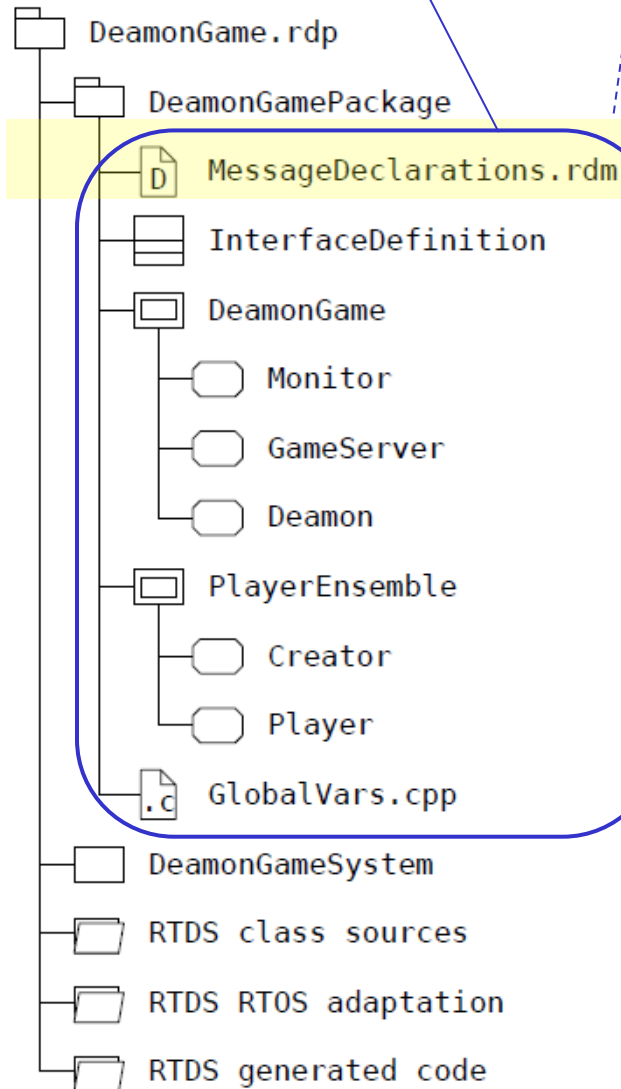 DeamonGame.rdp
DeamonGamePackage
D MessageDeclarations.rdm
InterfaceDefinition
DeamonGame
Monitor
GameServer
Deamon
PlayerEnsemble
Creator
Player
.c GlobalVars.cpp
DeamonGameSystem
RTDS class sources
RTDS RTOS adaptation
RTDS generated code